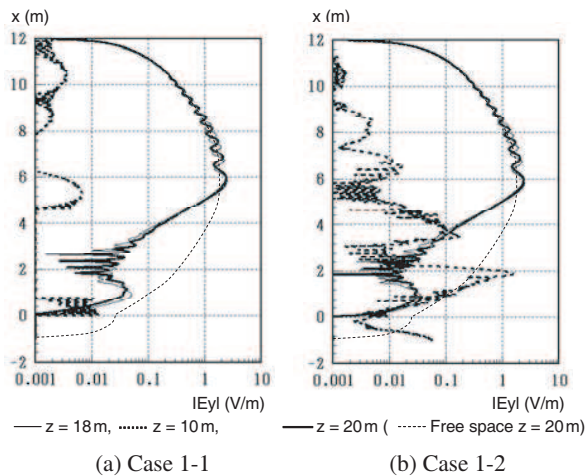 x (m) x (m)
12 12
10 10
8 8
6 6
4 4
2 2
0 0
-2 -2
0.001 0.01 0.1 1 10 0.001 0.01 0.1 1 10
IEyI (V/m) IEyI (V/m)
z = 18 m, z = 10 m, z = 20 m ( Free space z = 20 m)
(a) Case 1-1 (b) Case 1-2